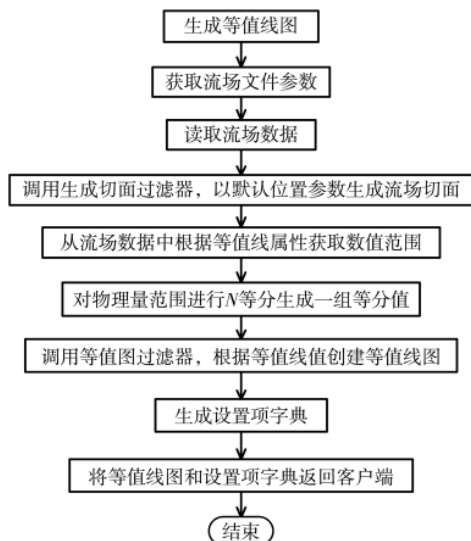 生成等值线图
获取流场文件参数
读取流场数据
调用生成切面过滤器，以默认位置参数生成流场切面
从流场数据中根据等值线属性获取数值范围
对物理量范围进行N等分生成一组等分值
调用等值图过滤器，根据等值线值创建等值线图
生成设置项字典
将等值线图和设置项字典返回客户端
结束